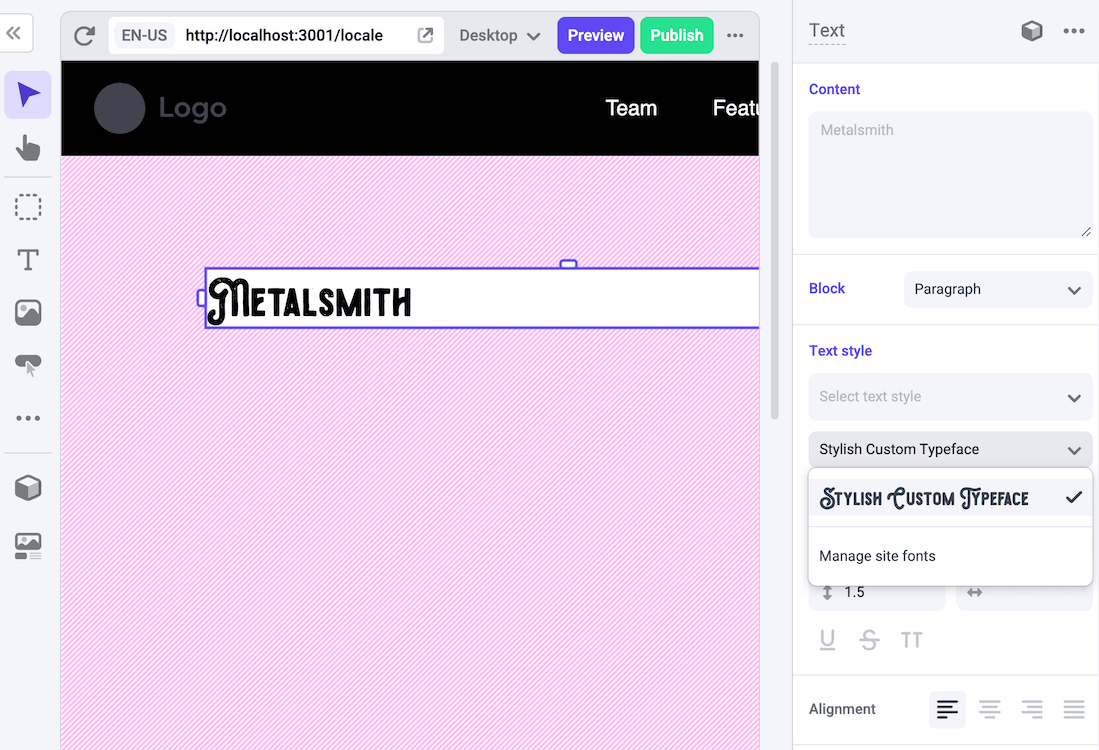 EN-US http://localhost:3001/locale Desktop Preview Publish
Logo Team Featu
Metalsmith
Text
Content
Metalsmith
Block Paragraph
Text style
Select text style
Stylish Custom Typeface
Stylish Custom Typeface
Manage site fonts
1.5
U S TT
Alignment